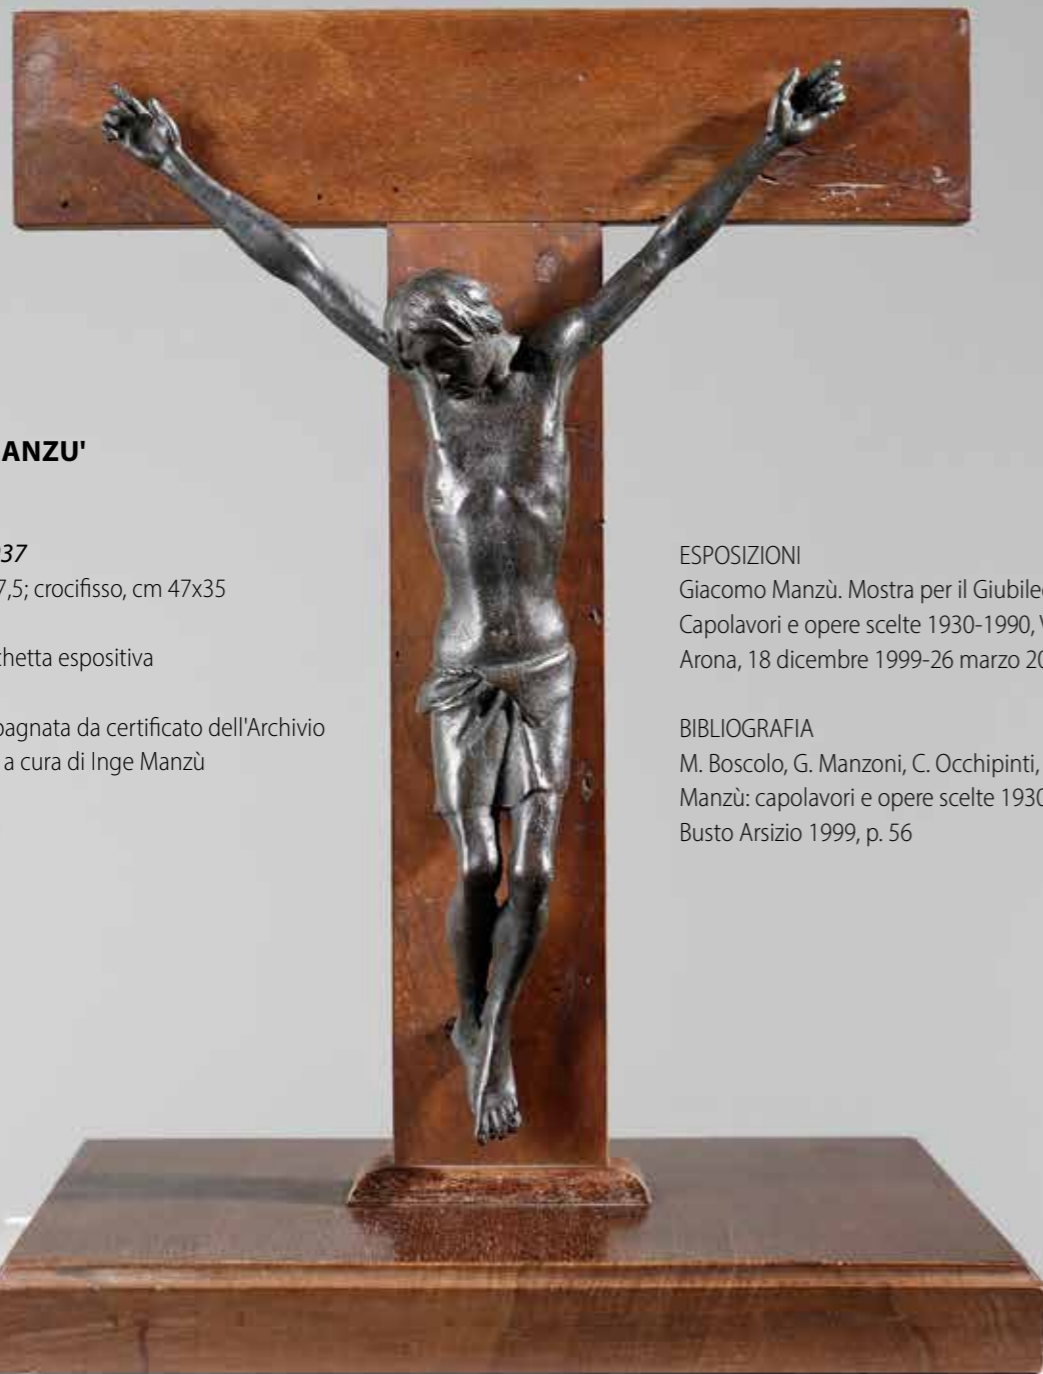 ANZU'
37
7,5; crocifisso, cm 47x35
hetta espositiva
pagnata da certificato dell'Archivio
a cura di Inge Manzù
ESPOSIZIONI
Giacomo Manzù. Mostra per il Giubileo
Capolavori e opere scelte 1930-1990,
Arona, 18 dicembre 1999-26 marzo 20
BIBLIOGRAFIA
M. Boscolo, G. Manzoni, C. Occhipinti,
Manzù: capolavori e opere scelte 1930
Busto Arsizio 1999, p. 56